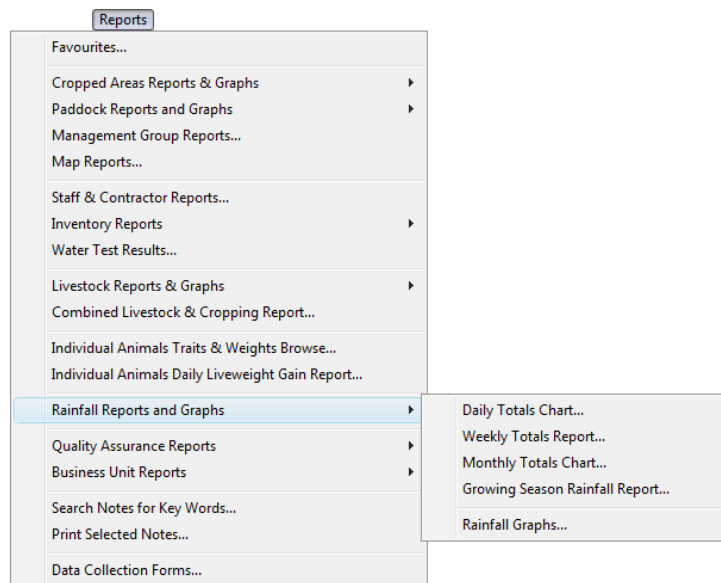 Reports
Favourites...
Cropped Areas Reports & Graphs
Paddock Reports and Graphs
Management Group Reports...
Map Reports...
Staff & Contractor Reports...
Inventory Reports
Water Test Results...
Livestock Reports & Graphs
Combined Livestock & Cropping Report...
Individual Animals Traits & Weights Browse...
Individual Animals Daily Liveweight Gain Report...
Rainfall Reports and Graphs
Quality Assurance Reports
Business Unit Reports
Search Notes for Key Words...
Print Selected Notes...
Data Collection Forms...
Daily Totals Chart...
Weekly Totals Report...
Monthly Totals Chart...
Growing Season Rainfall Report...
Rainfall Graphs...